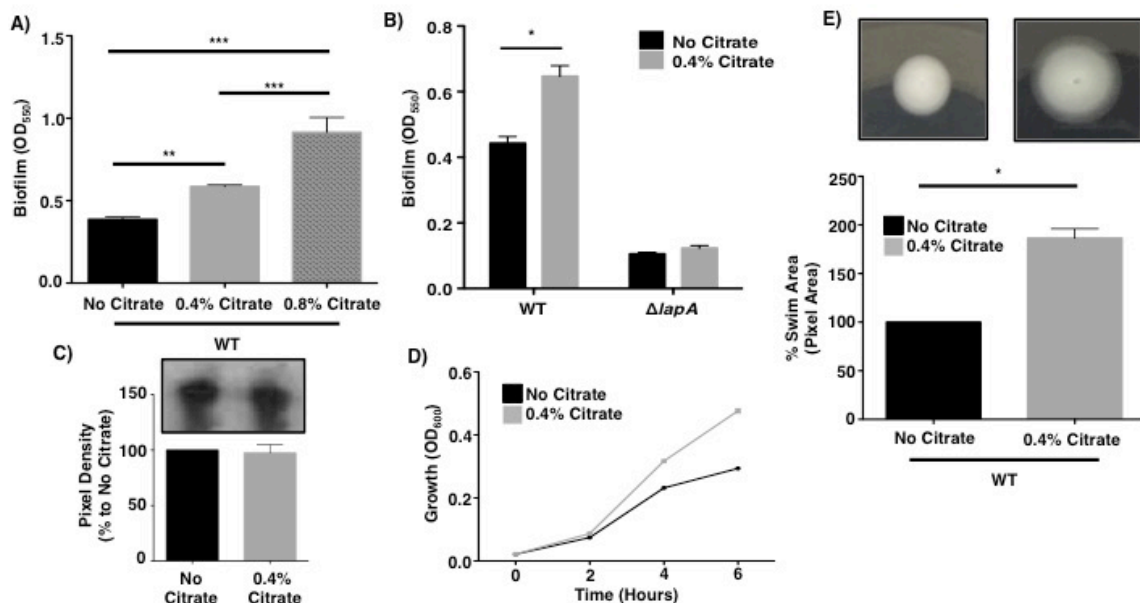 A)
Biofilm (OD550)
1.5
1.0
0.5
0.0
***
***
**
No Citrate 0.4% Citrate 0.8% Citrate
WT
B)
Biofilm (OD550)
0.8
0.6
0.4
0.2
0.0
*
No Citrate
0.4% Citrate
WT ΔlapA
C)
Pixel Density
(% to No Citrate)
150
100
50
0
No Citrate
0.4% Citrate
D)
Growth (OD600)
0.6
0.4
0.2
0.0
No Citrate
0.4% Citrate
0 2 4 6
Time (Hours)
E)
% Swim Area
(Pixel Area)
250
200
150
100
50
0
*
No Citrate
0.4% Citrate
No Citrate 0.4% Citrate
WT